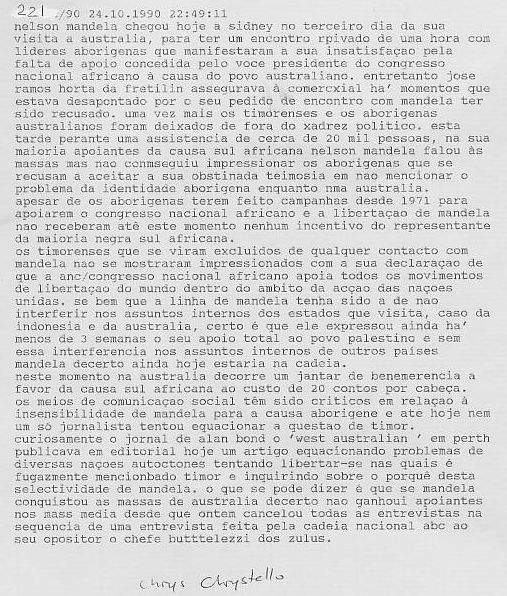 221 /90 24.10.1990 22:49:11
nelson mandela chegou hoje a sidney no terceiro dia da sua
visita a australia, para ter um encontro rpivado de uma hora com
lideres aborigenas que manifestaram a sua insatisfaçao pela
falta de apoio concedida pelo voce presidente do congresso
nacional africano à causa do povo australiano. entretanto jose
ramos horta da fretilin assegurava à comercxial ha' momentos que
estava desapontado por o seu pedido de encontro com mandela ter
sido recusado. uma vez mais os timorenses e os aborigenas
australianos foram deixados de fora do xadrez politico. esta
tarde perante uma assistencia de cerca de 20 mil pessoas, na sua
maioria apoiantes da causa sul africana nelson mandela falou às
massas mas nao conmseguiu impressionar os aborigenas que se
recusam a aceitar a sua obstinada teimosia em nao mencionar o
problema da identidade aborigena enquanto nma australia.
apesar de os aborigenas terem feito campanhas desde 1971 para
apoiarem o congresso nacional africano e a libertaçao de mandela
nao receberam atê este momento nenhum incentivo do representante
da maioria negra sul africana.
os timorenses que se viram excluidos de qualquer contacto com
mandela nao se mostraram impressionados com a sua declaraçao de
que a anc/congresso nacional africano apoia todos os movimentos
de libertaçao do mundo dentro do ambito da acçao das naçoes
unidas. se bem que a linha de mandela tenha sido a de nao
interferir nos assuntos internos dos estados que visita, caso da
indonesia e da australia, certo é que ele expressou ainda ha'
menos de 3 semanas o seu apoio total ao povo palestino e sem
essa interferencia nos assuntos internos de outros países
mandela decerto ainda hoje estaria na cadeia.
neste momento na australia decorre um jantar de benemerencia a
favor da causa sul africana ao custo de 20 contos por cabeça.
os meios de comunicaçao social têm sido criticos em relaçao à
insensibilidade de mandela para a causa aborigene e ate hoje nem
um sò jornalista tentou equacionar a questao de timor.
curiosamente o jornal de alan bond o 'west australian ' em perth
publicava em editorial hoje um artigo equacionando problemas de
diversas naçoes autoctones tentando libertar-se nas quais é
fugazmente mencionbado timor e inquirindo sobre o porquê desta
selectividade de mandela. o que se pode dizer é que se mandela
conquistou as massas de australia decerto nao ganhoui apoiantes
nos mass media desde que ontem cancelou todas as entrevistas na
sequencia de uma entrevista feita pela cadeia nacional abc ao
seu opositor o chefe butttelezzi dos zulus.
Chrys Chrystello